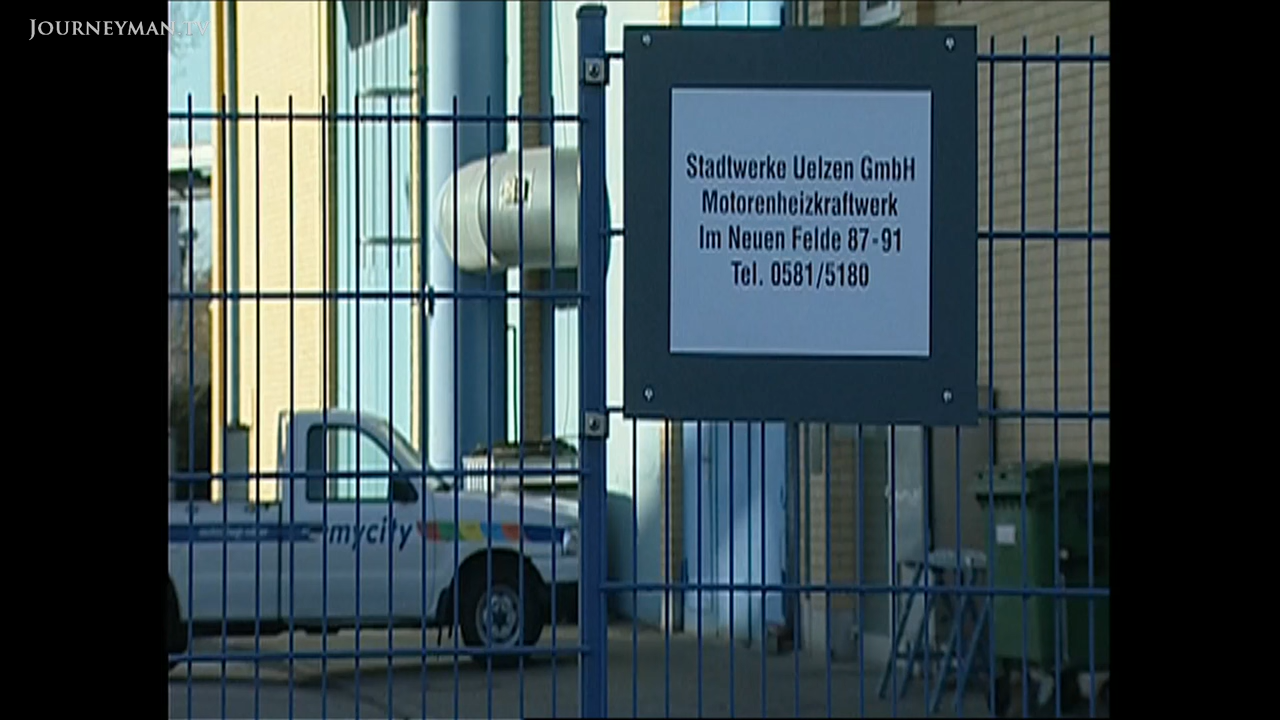 JOURNEYMAN.TV
Stadtwerke Uelzen GmbH
Motorenheizkraftwerk
Im Neuen Felde 87-91
Tel. 0581/5180
mycity